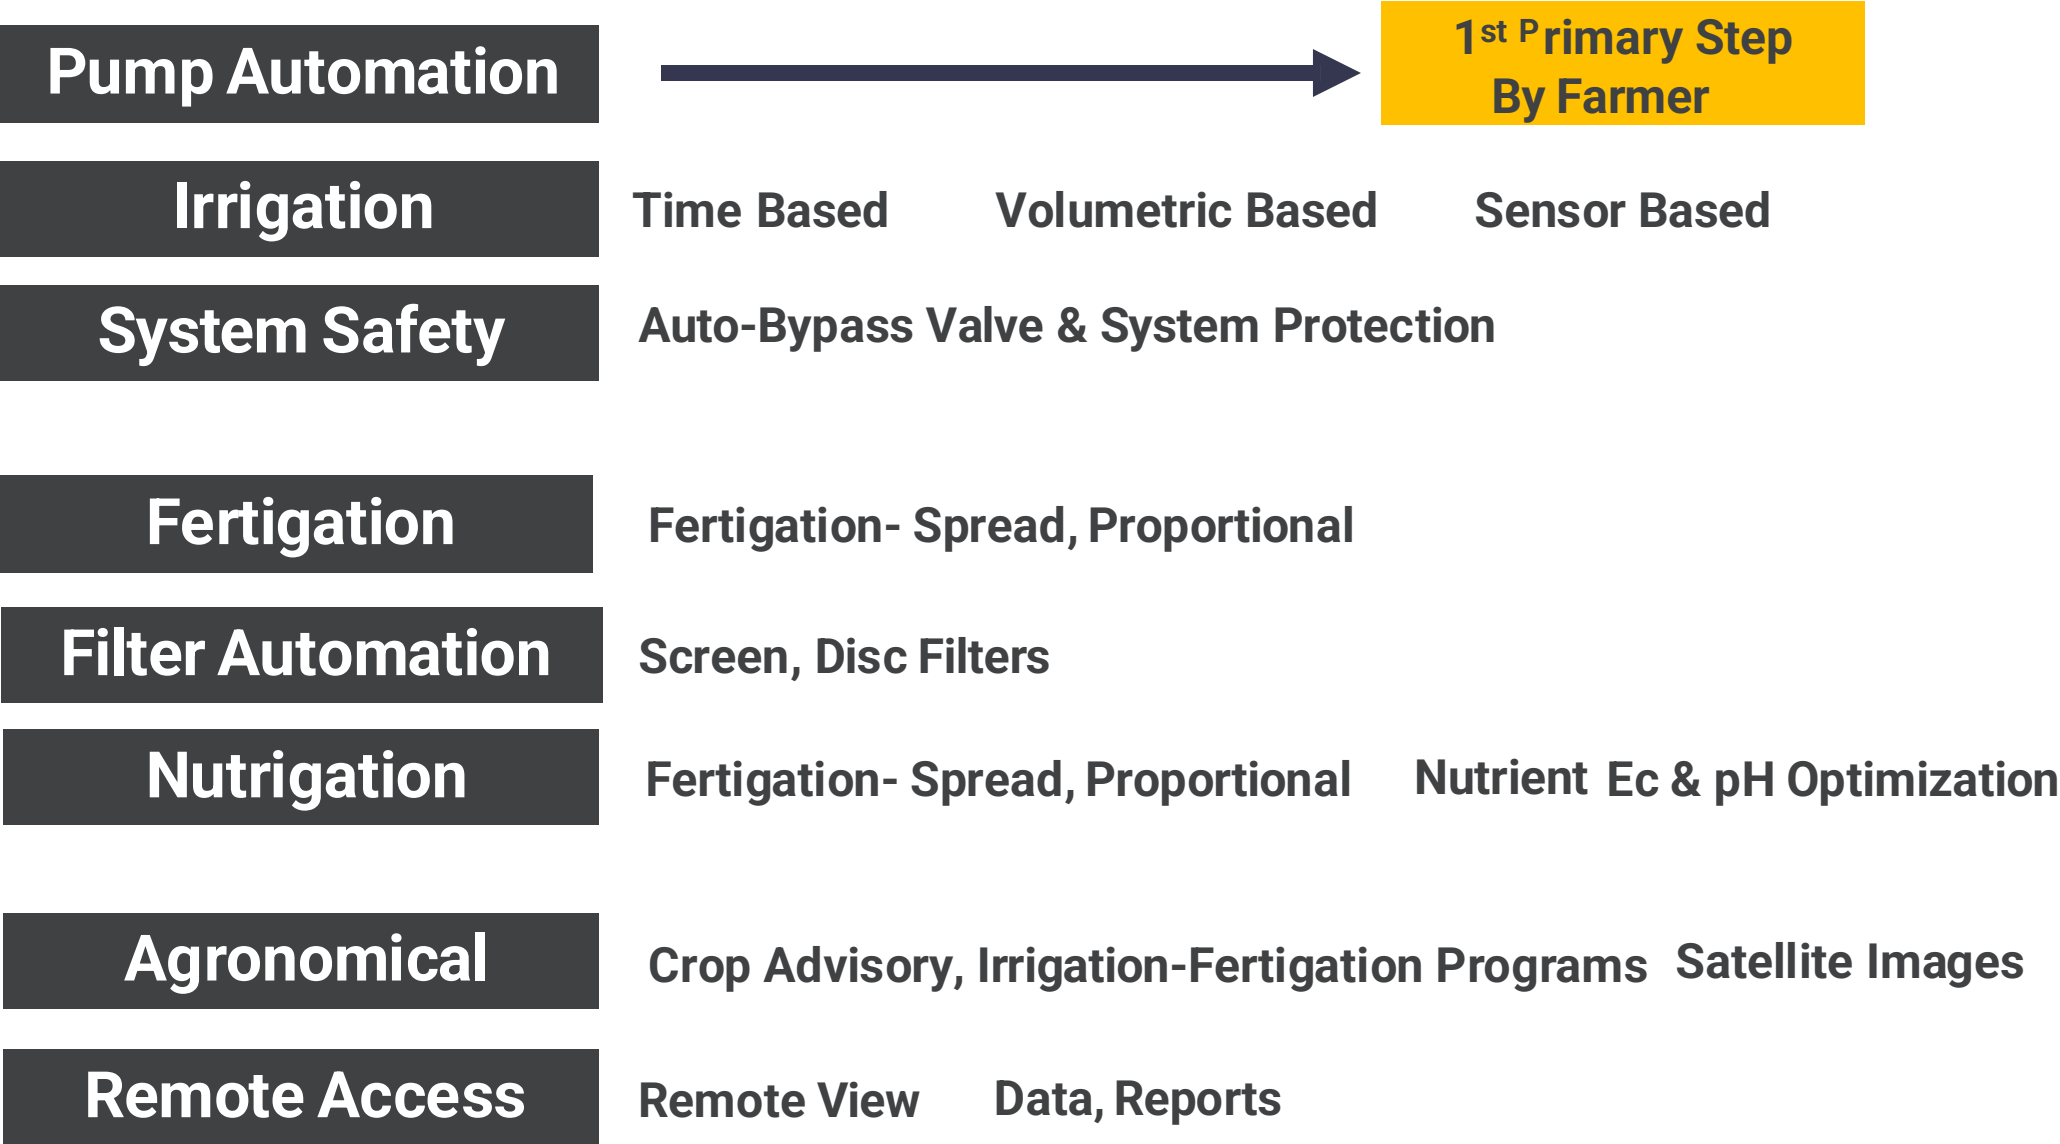 Pump Automation
1st Primary Step
By Farmer
Irrigation
Time Based
Volumetric Based
Sensor Based
System Safety
Auto-Bypass Valve & System Protection
Fertigation
Fertigation- Spread, Proportional
Filter Automation
Screen, Disc Filters
Nutrigation
Fertigation- Spread, Proportional
Nutrient
Ec & pH Optimization
Agronomical
Crop Advisory, Irrigation-Fertigation Programs
Satellite Images
Remote Access
Remote View
Data, Reports